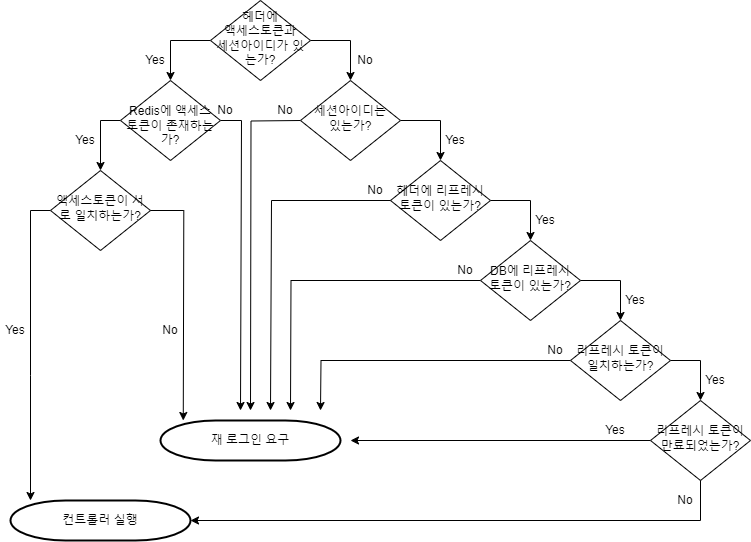 헤더에
액세스토큰과
세션아이디가 있
는가?
Yes
No
Redis에 액세스
토큰이 존재하는
가?
No
No
세션아이디는
있는가?
Yes
Yes
액세스토큰이 서
로 일치하는가?
No
헤더에 리프레시
토큰이 있는가?
Yes
No
DB에 리프레시
토큰이 있는가?
Yes
Yes
No
No
리프레시 토큰이
일치하는가?
Yes
재 로그인 요구
Yes
리프레시 토큰이
만료되었는가?
No
컨트롤러 실행